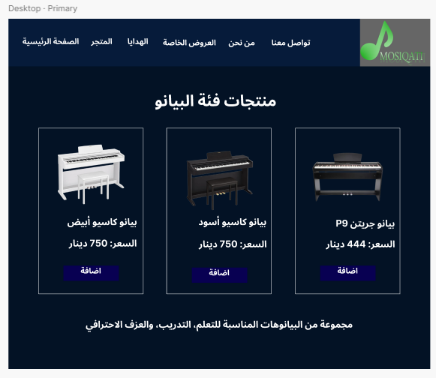 Desktop - Primary
MOSIQATE
الصفحة الرئيسية المتجر الهدايا العروض الخاصة من نحن تواصل معنا
منتجات فئة البيانو
بيانو جريتن P9
السعر: 444 دينار
اضافة
بيانو كاسيو أسود
السعر: 750 دينار
اضافة
بيانو كاسيو أبيض
السعر: 750 دينار
اضافة
مجموعة من البيانوهات المناسبة للتعلم، التدريب، والعزف الاحترافي